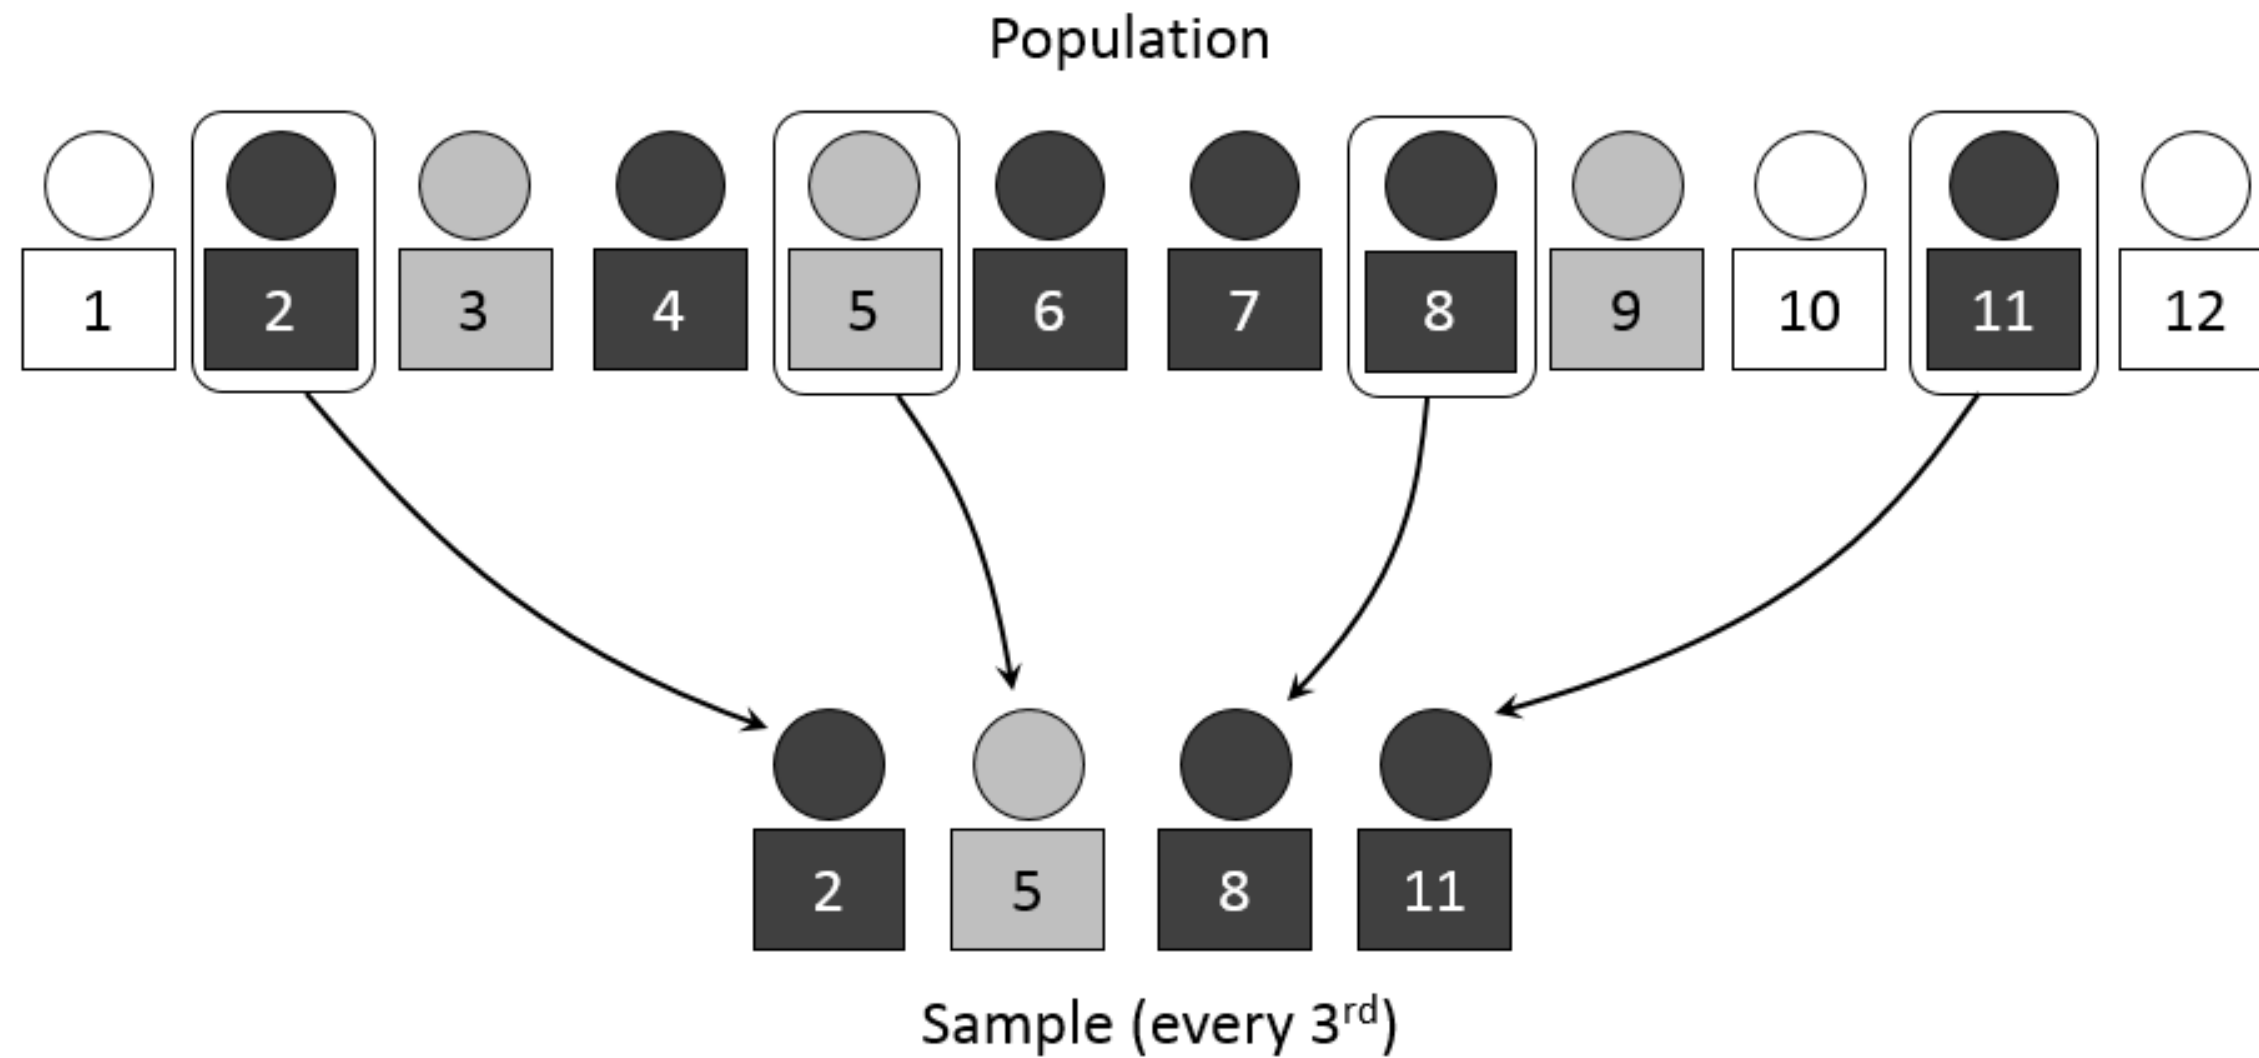 Population
1 2 3 4 5 6 7 8 9 10 11 12
2 5 8 11
Sample (every 3rd)